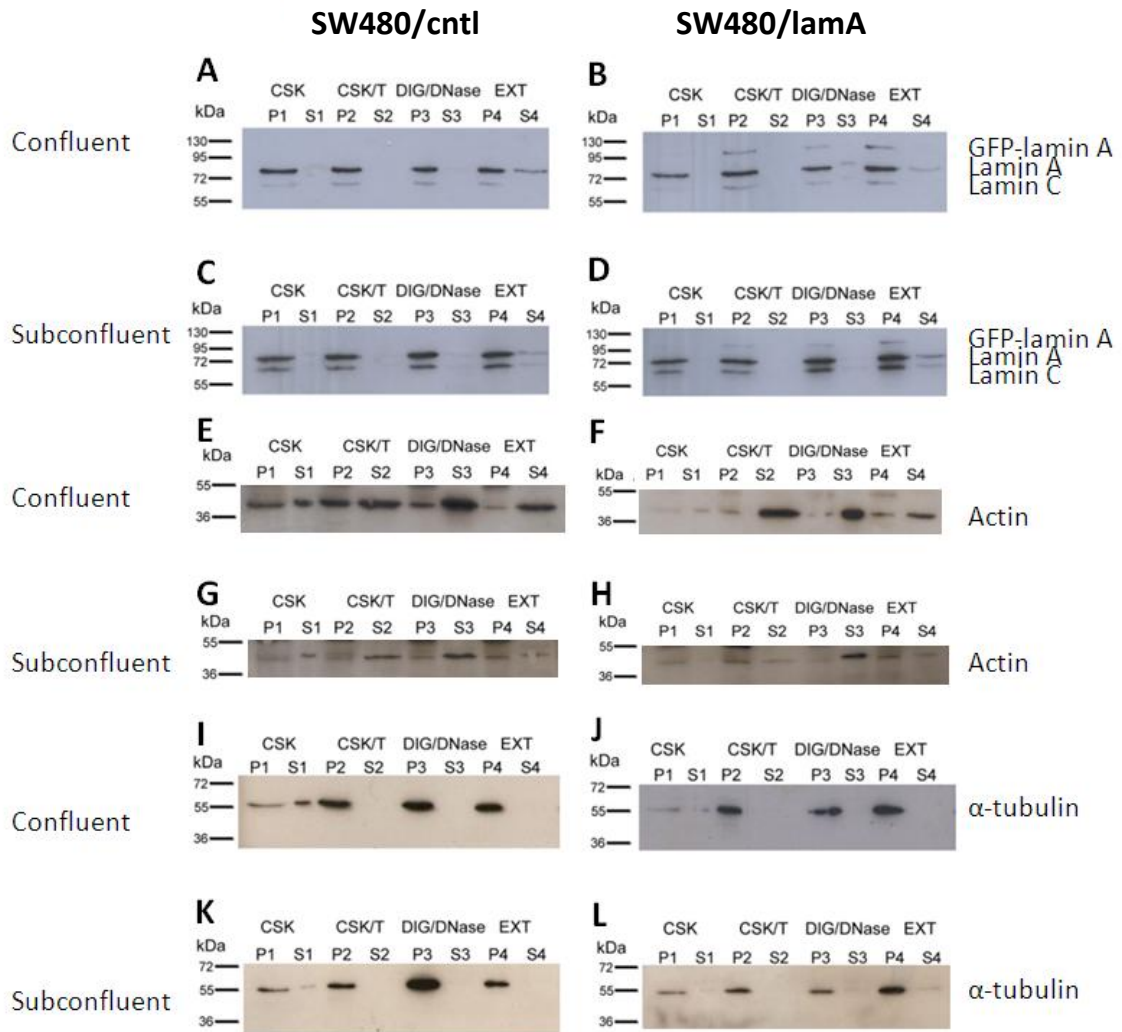 SW480/cntl SW480/lamA
A
CSK CSK/T DIG/DNase EXT
kDa P1 S1 P2 S2 P3 S3 P4 S4
130
95
72
55
Confluent
B
CSK CSK/T DIG/DNase EXT
kDa P1 S1 P2 S2 P3 S3 P4 S4
130
95
72
55
GFP-lamin A
Lamin A
Lamin C
C
CSK CSK/T DIG/DNase EXT
kDa P1 S1 P2 S2 P3 S3 P4 S4
130
95
72
55
Subconfluent
D
CSK CSK/T DIG/DNase EXT
kDa P1 S1 P2 S2 P3 S3 P4 S4
130
95
72
55
GFP-lamin A
Lamin A
Lamin C
E
CSK CSK/T DIG/DNase EXT
kDa P1 S1 P2 S2 P3 S3 P4 S4
55
36
Confluent
F
CSK CSK/T DIG/DNase EXT
kDa P1 S1 P2 S2 P3 S3 P4 S4
55
36
Actin
G
CSK CSK/T DIG/DNase EXT
kDa P1 S1 P2 S2 P3 S3 P4 S4
55
36
Subconfluent
H
CSK CSK/T DIG/DNase EXT
kDa P1 S1 P2 S2 P3 S3 P4 S4
55
36
Actin
I
CSK CSK/T DIG/DNase EXT
kDa P1 S1 P2 S2 P3 S3 P4 S4
72
55
36
Confluent
J
CSK CSK/T DIG/DNase EXT
kDa P1 S1 P2 S2 P3 S3 P4 S4
72
55
36
α-tubulin
K
CSK CSK/T DIG/DNase EXT
kDa P1 S1 P2 S2 P3 S3 P4 S4
72
55
36
Subconfluent
L
CSK CSK/T DIG/DNase EXT
kDa P1 S1 P2 S2 P3 S3 P4 S4
72
55
36
α-tubulin